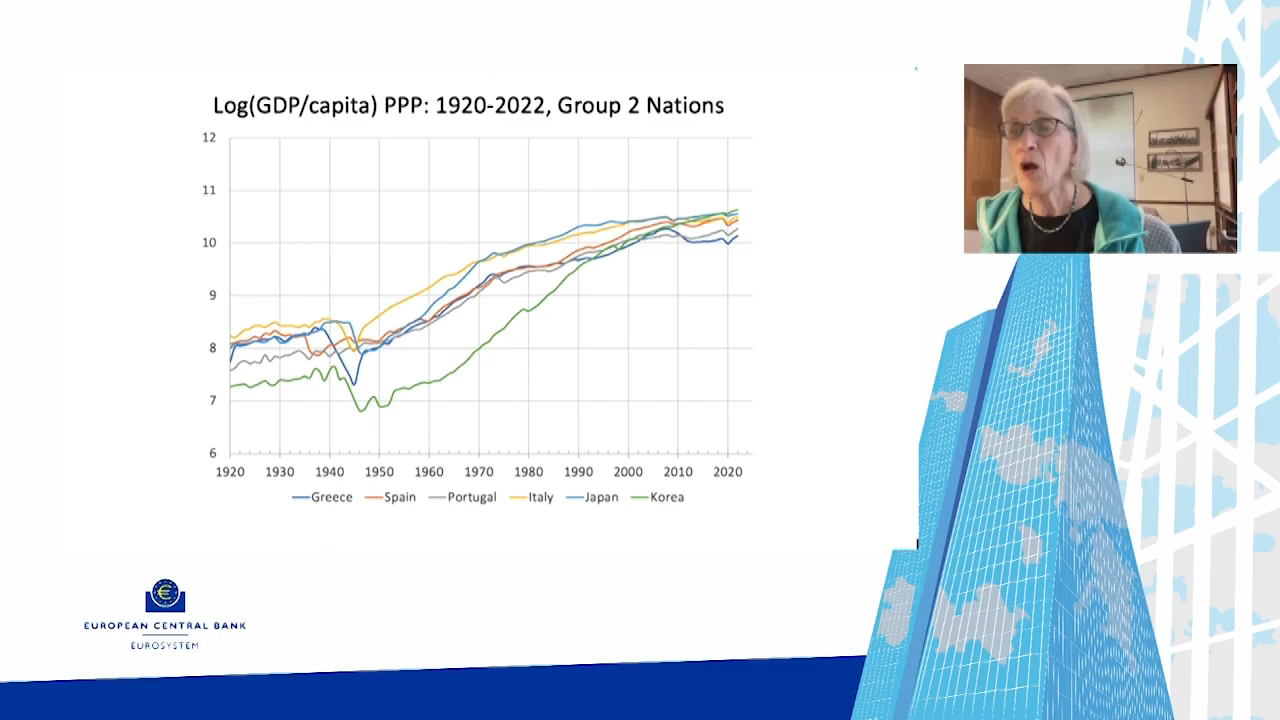 Log(GDP/capita) PPP: 1920-2022, Group 2 Nations
12
11
10
9
8
7
6
1920 1930 1940 1950 1960 1970 1980 1990 2000 2010 2020
Greece Spain Portugal Italy Japan Korea
EUROPEAN CENTRAL BANK
EUROSYSTEM